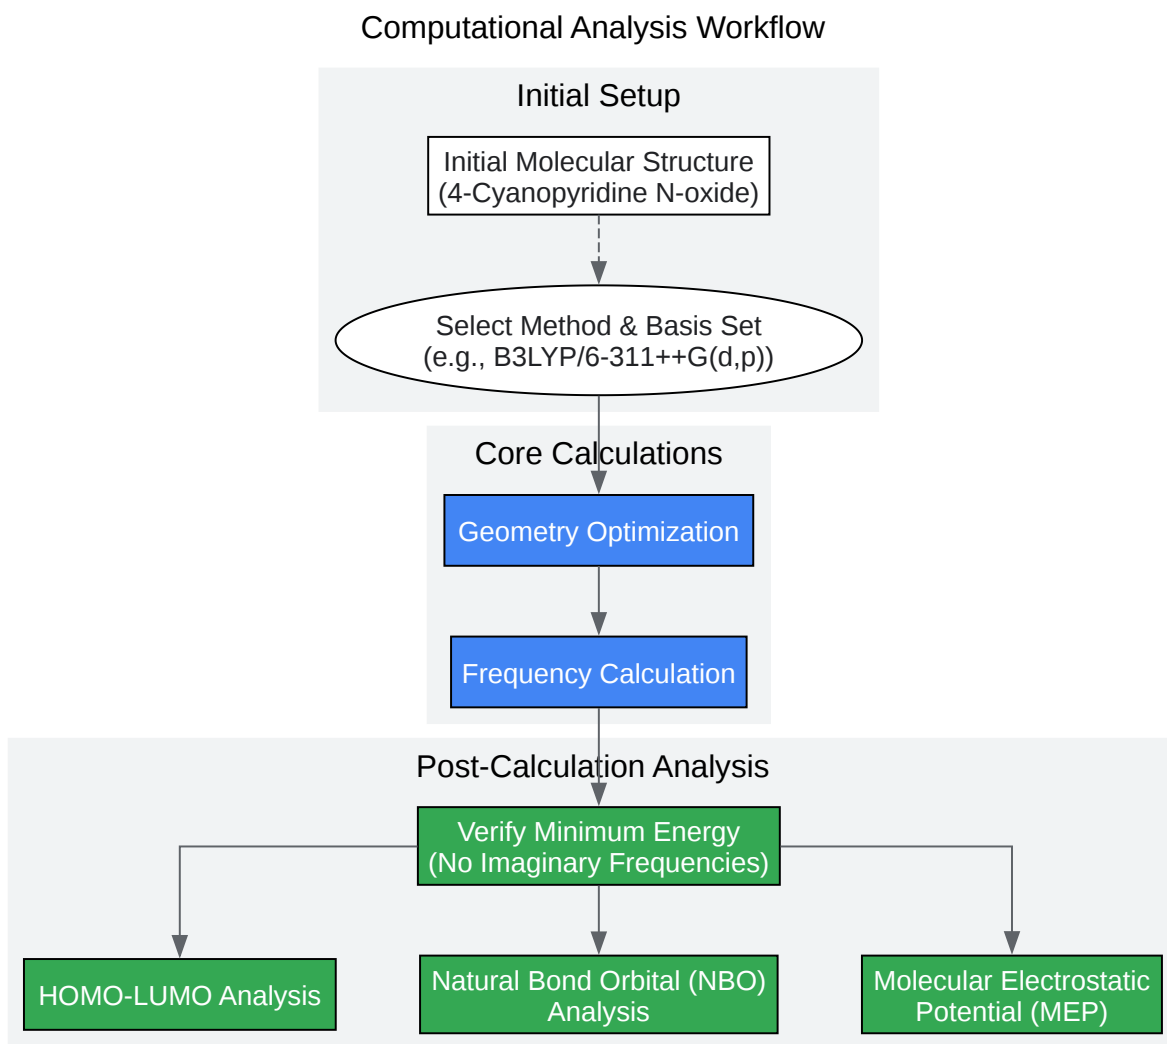 Computational Analysis Workflow
Initial Setup
Initial Molecular Structure
(4-Cyanopyridine N-oxide)
Select Method & Basis Set
(e.g., B3LYP/6-311++G(d,p))
Core Calculations
Geometry Optimization
Frequency Calculation
Post-Calculation Analysis
Verify Minimum Energy
(No Imaginary Frequencies)
HOMO-LUMO Analysis
Natural Bond Orbital (NBO)
Analysis
Molecular Electrostatic
Potential (MEP)